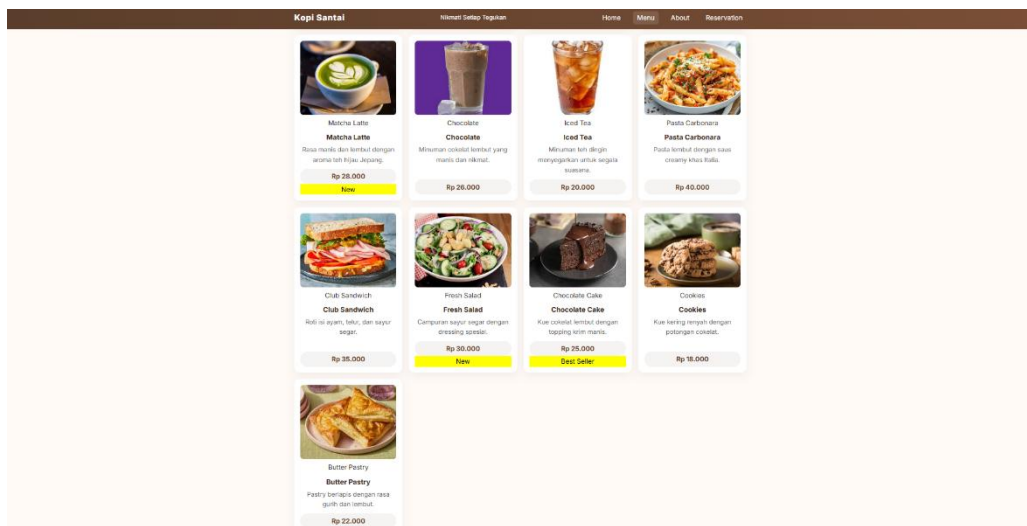 Kopi Santai
Nikmati Setiap Tegukan
Home Menu About Reservation
Matcha Latte
Matcha Latte
Rasa manis dan lembut dengan
aroma teh hijau Jepang.
Rp 28.000
New
Chocolate
Chocolate
Minuman cokelat lembut yang
manis dan nikmat.
Rp 26.000
Iced Tea
Iced Tea
Minuman teh dingin
menyegarkan untuk segala
suasana.
Rp 20.000
Pasta Carbonara
Pasta Carbonara
Pasta lembut dengan saus
creamy khas Italia.
Rp 40.000
Club Sandwich
Club Sandwich
Roti isi ayam, telur, dan sayur
segar.
Rp 35.000
Fresh Salad
Fresh Salad
Campuran sayur segar dengan
dressing spesial.
Rp 30.000
New
Chocolate Cake
Chocolate Cake
Kue cokelat lembut dengan
topping krim manis.
Rp 25.000
Best Seller
Cookies
Cookies
Kue kering renyah dengan
potongan cokelat.
Rp 18.000
Butter Pastry
Butter Pastry
Pastry berlapis dengan rasa
gurih dan lembut.
Rp 22.000